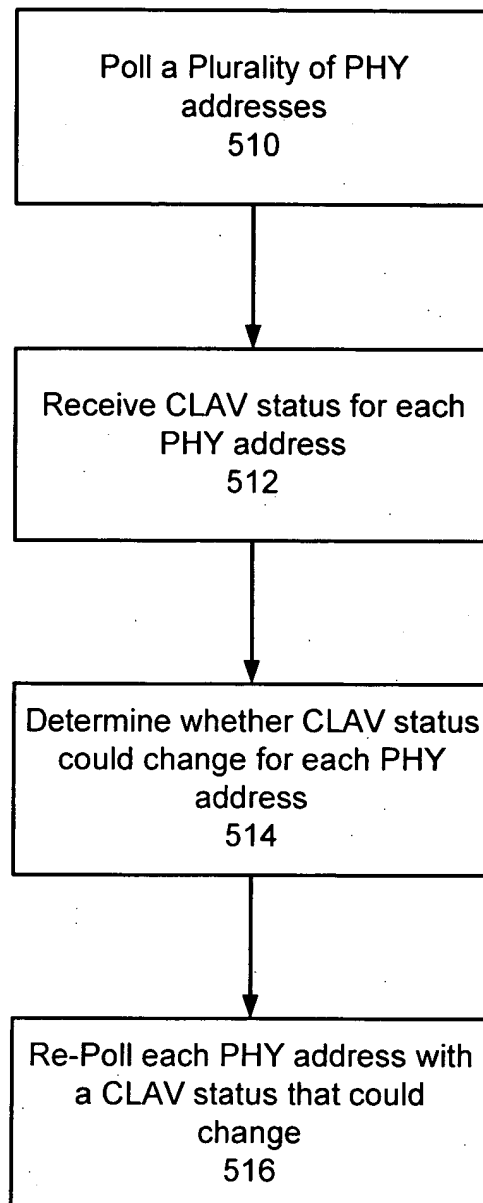 Poll a Plurality of PHY
addresses
510
Receive CLAV status for each
PHY address
512
Determine whether CLAV status
could change for each PHY
address
514
Re-Poll each PHY address with
a CLAV status that could
change
516